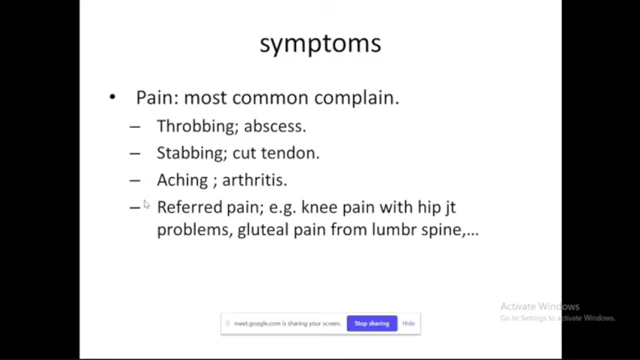 symptoms
• Pain: most common complain.
– Throbbing; abscess.
– Stabbing; cut tendon.
– Aching ; arthritis.
– Referred pain; e.g. knee pain with hip jt
problems, gluteal pain from lumbr spine,...
Activate Windows
Go to Settings to activate Windows.
meet.google.com is sharing your screen. Stop sharing Hide